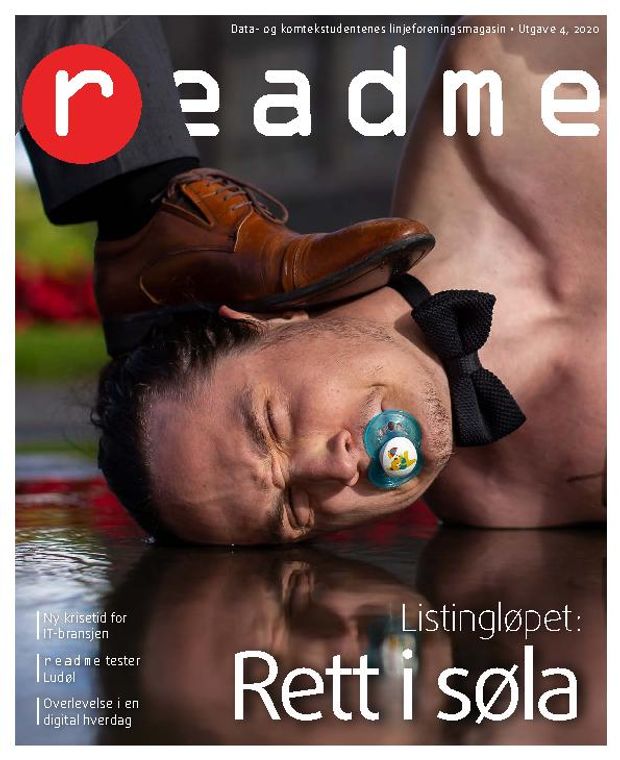 Data- og komtekstudentenes linjeforeningsmagasin • Utgave 4, 2020
readme
Listingløpet:
Rett i søla
Ny krisetid for
IT-bransjen
readme tester
Ludøl
Overlevelse i en
digital hverdag